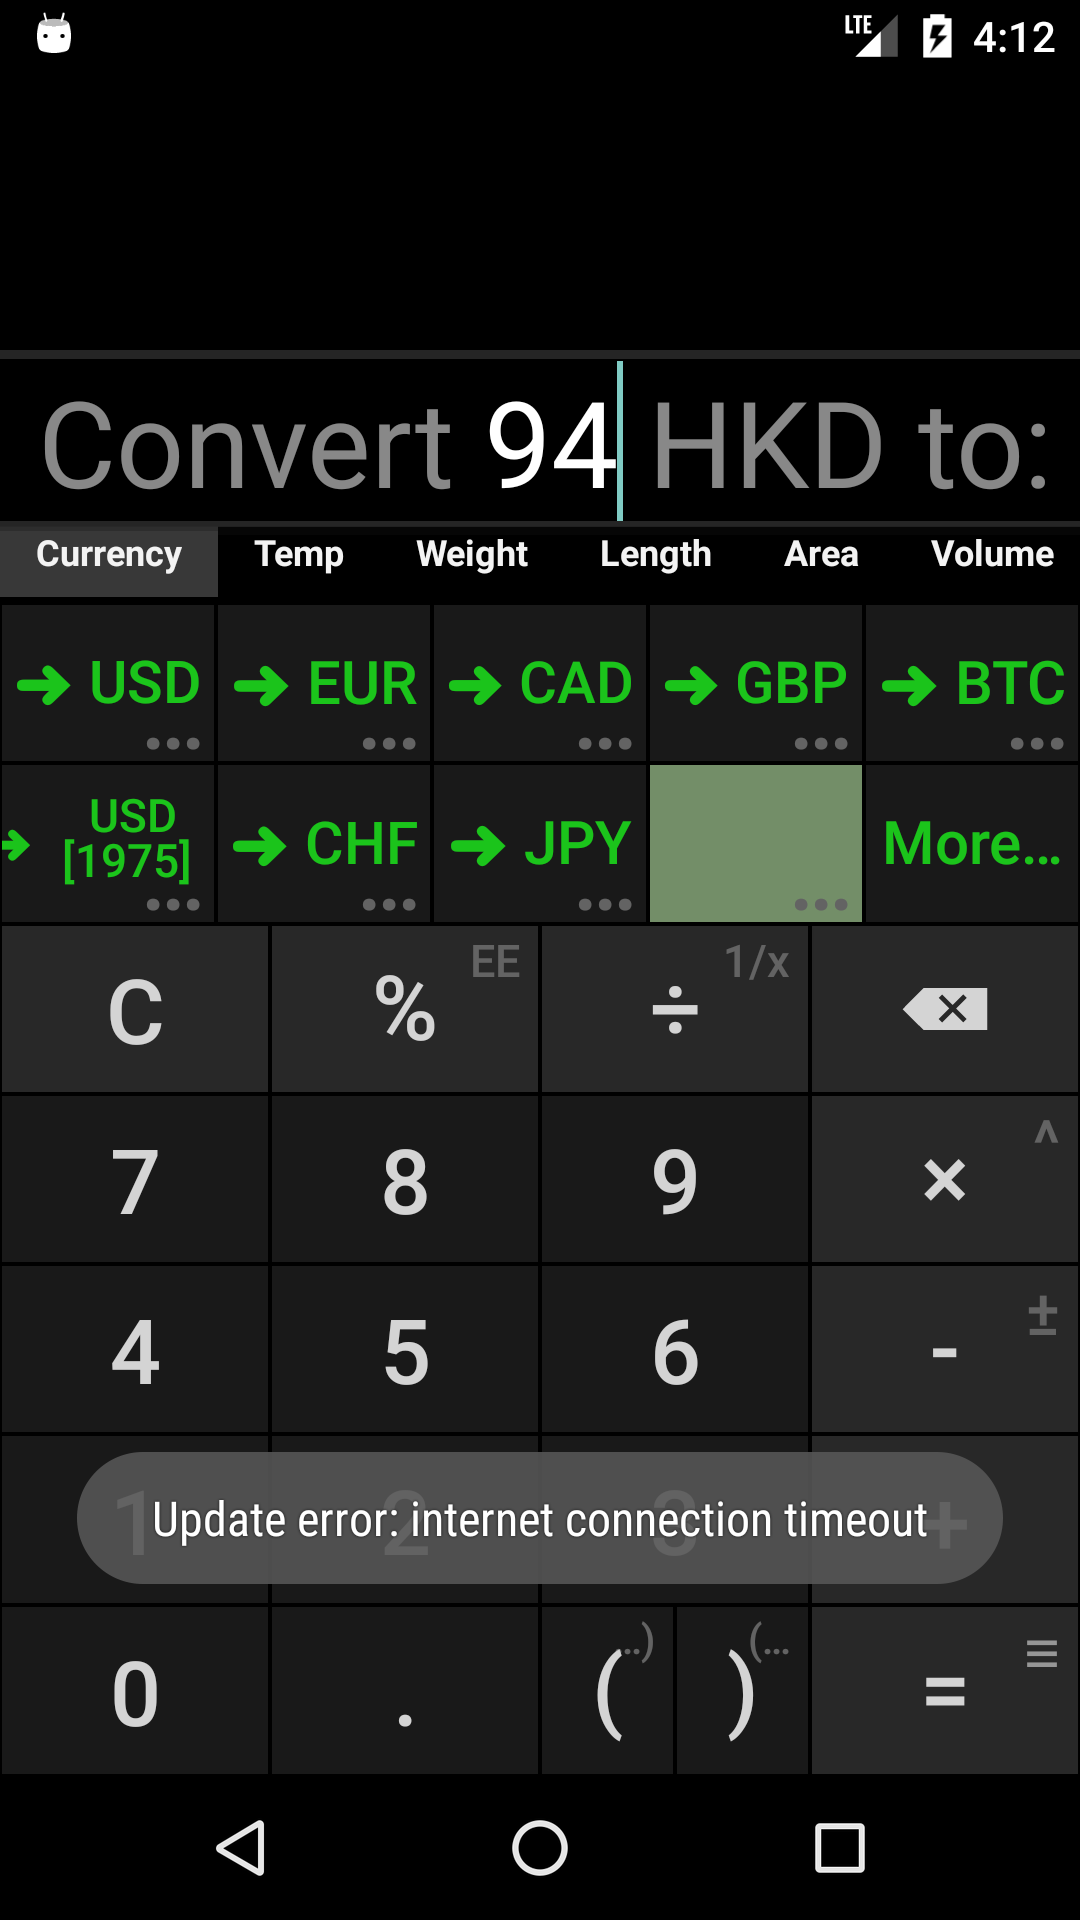 LTE 4:12
Convert 94 HKD to:
Currency Temp Weight Length Area Volume
USD EUR CAD GBP BTC
USD [1975] CHF JPY More...
C % EE ÷ 1/x
7 8 9 × ^
4 5 6 - ±
1 2 3 +
Update error: internet connection timeout
0 . ( ..) ) (... =